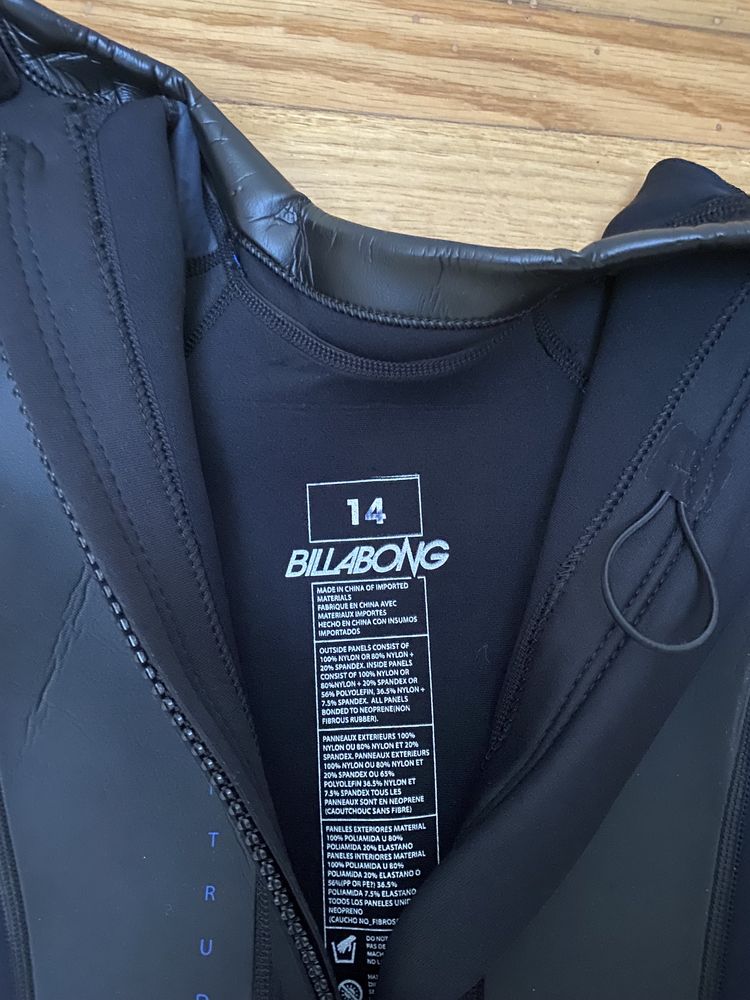 14
BILLABONG
MADE IN CHINA OF IMPORTED
MATERIALS
FABRIQUE EN CHINA AVEC
MATERIAUX IMPORTES
HECHO EN CHINA CON INSUMOS
IMPORTADOS
OUTSIDE PANELS CONSIST OF
100% NYLON OR 80% NYLON +
20% SPANDEX. INSIDE PANELS
CONSIST OF 100% NYLON OR
80%NYLON + 20% SPANDEX OR
56% POLYOLEFIN, 36.5% NYLON +
7.5% SPANDEX. ALL PANELS
BONDED TO NEOPRENE(NON
FIBROUS RUBBER).
PANNEAUX EXTERIEURS 100%
NYLON OU 80% NYLON ET 20%
SPANDEX. PANNEAUX EXTERIEURS
100% NYLON OU 80% NYLON ET
20% SPANDEX OU 65%
POLYOLEFIN 36.5% NYLON ET
7.5% SPANDEX TOUS LES
PANNEAUX SONT EN NEOPRENE
(CAOUTCHOUC SANS FIBRE)
PANELES EXTERIORES MATERIAL
100% POLIAMIDA U 80%
POLIAMIDA 20% ELASTANO
PANELES INTERIORES MATERIAL
100% POLIAMIDA U 80%
POLIAMIDA 20% ELASTANO O
56%(PP OR PE?) 36.5%
POLIAMIDA 7.5% ELASTANO
TODOS LOS PANELES UNID
NEOPRENO
(CAUCHO NO_FIBROS
DO NOT
PAS DE
MACH
NO L
T
R
U